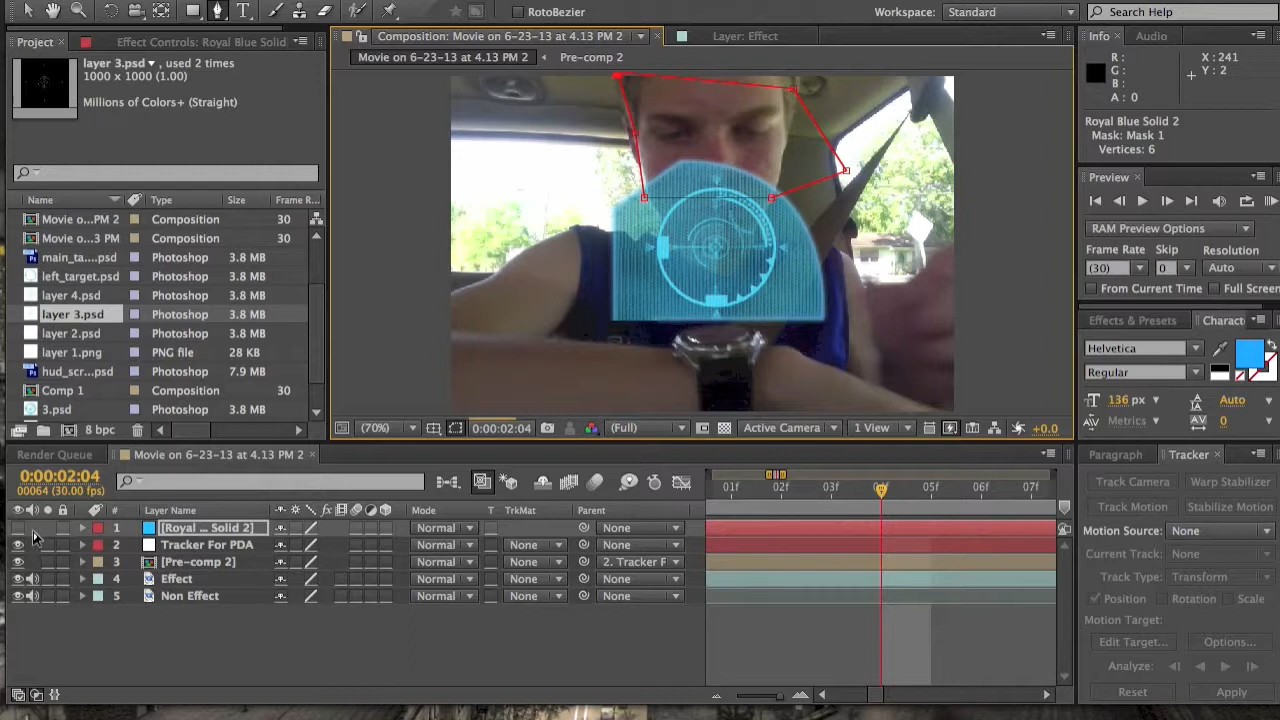 RotoBezier
Workspace: Standard
Search Help
Project
Effect Controls: Royal Blue Solid
Composition: Movie on 6-23-13 at 4.13 PM 2
Layer: Effect
Info
Audio
layer 3.psd , used 2 times
1000 x 1000 (1.00)
Millions of Colors+ (Straight)
Movie on 6-23-13 at 4.13 PM 2
Pre-comp 2
R :
G :
B :
A : 0
X : 241
Y : 2
Royal Blue Solid 2
Mask: Mask 1
Vertices: 6
Preview
RAM Preview Options
Frame Rate
Skip
Resolution
(30)
0
Auto
From Current Time
Full Screen
Name
Type
Size
Frame R...
Movie o...PM 2
Composition
30
Movie o...3 PM
Composition
30
main_ta....psd
Photoshop
3.8 MB
left_target.psd
Photoshop
3.8 MB
layer 4.psd
Photoshop
3.8 MB
layer 3.psd
Photoshop
3.8 MB
layer 2.psd
Photoshop
3.8 MB
layer 1.png
PNG file
28 KB
hud_scr....psd
Photoshop
7.9 MB
Comp 1
Composition
30
3.psd
Photoshop
3.8 MB
8 bpc
(70%)
0:00:02:04
(Full)
Active Camera
1 View
+0.0
Effects & Presets
Charact
Helvetica
Regular
136 px
Auto
Metrics
0
Render Queue
Movie on 6-23-13 at 4.13 PM 2
0:00:02:04
00064 (30.00 fps)
01f
02f
03f
04f
05f
06f
07f
#
Layer Name
Mode
T
TrkMat
Parent
1
[Royal ... Solid 2]
Normal
None
2
Tracker For PDA
Normal
None
None
3
[Pre-comp 2]
Normal
None
2. Tracker F
4
Effect
Normal
None
None
5
Non Effect
Normal
None
None
Paragraph
Tracker
Track Camera
Warp Stabilizer
Track Motion
Stabilize Motion
Motion Source: None
Current Track: None
Track Type: Transform
Position
Rotation
Scale
Motion Target:
Edit Target...
Options...
Analyze:
Reset
Apply